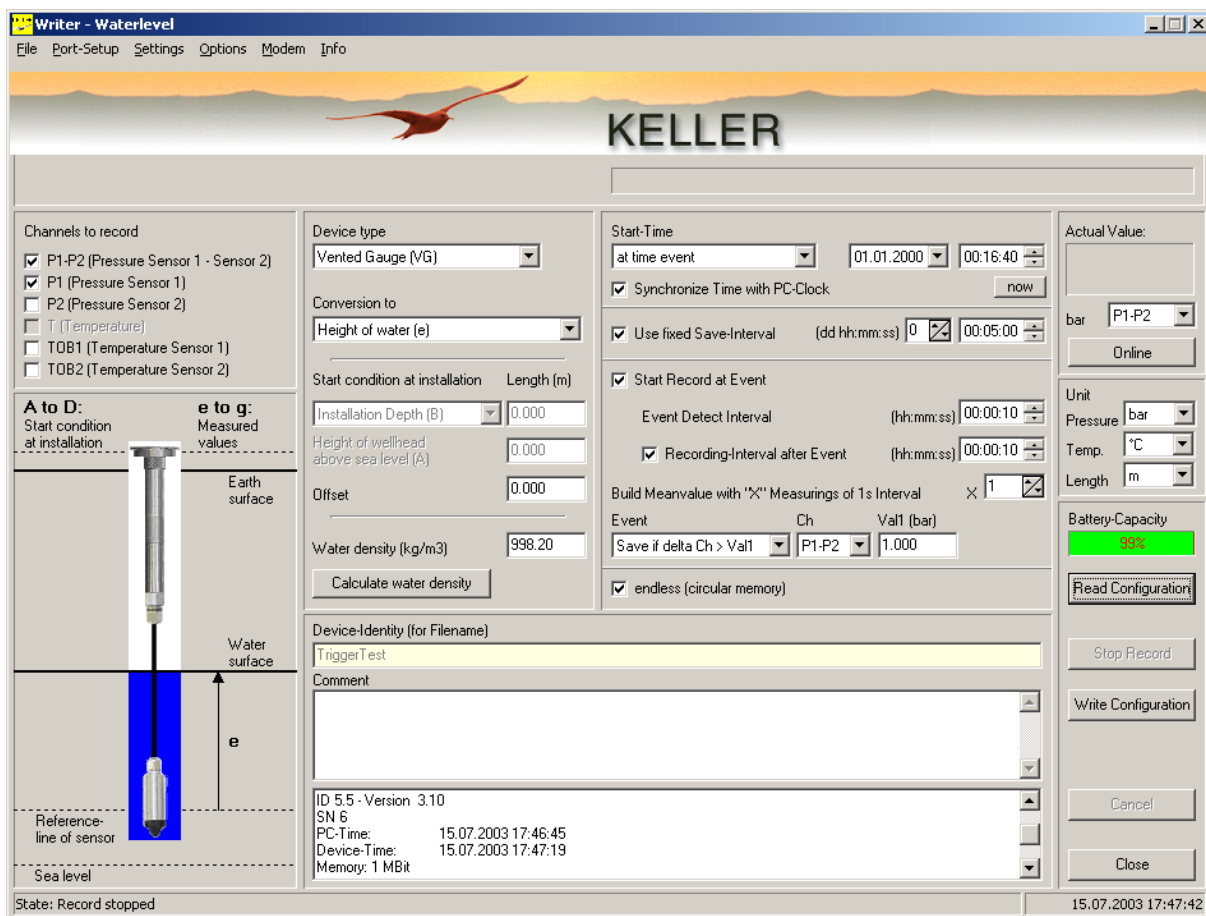 Writer - Waterlevel
File Port-Setup Settings Options Modem Info
KELLER
Channels to record
P1-P2 (Pressure Sensor 1 - Sensor 2)
P1 (Pressure Sensor 1)
P2 (Pressure Sensor 2)
T (Temperature)
TOB1 (Temperature Sensor 1)
TOB2 (Temperature Sensor 2)
A to D: e to g:
Start condition Measured
at installation values
Earth
surface
Water
surface
e
Reference-
line of sensor
Sea level
Device type
Vented Gauge (VG)
Conversion to
Height of water (e)
Start condition at installation Length (m)
Installation Depth (B) 0.000
Height of wellhead
above sea level (A) 0.000
Offset 0.000
Water density (kg/m3) 998.20
Calculate water density
Start-Time
at time event 01.01.2000 00:16:40
Synchronize Time with PC-Clock now
Use fixed Save-Interval (dd hh:mm:ss) 0 00:05:00
Start Record at Event
Event Detect Interval (hh:mm:ss) 00:00:10
Recording-Interval after Event (hh:mm:ss) 00:00:10
Build Meanvalue with "X" Measurings of 1s Interval X 1
Event Ch Val1 (bar)
Save if delta Ch > Val1 P1-P2 1.000
endless (circular memory)
Device-Identity (for Filename)
TriggerTest
Comment
ID 5.5 - Version 3.10
SN 6
PC-Time: 15.07.2003 17:46:45
Device-Time: 15.07.2003 17:47:19
Memory: 1 MBit
Actual Value:
bar P1-P2
Online
Unit
Pressure bar
Temp. °C
Length m
Battery-Capacity
99%
Read Configuration
Stop Record
Write Configuration
Cancel
Close
State: Record stopped 15.07.2003 17:47:42